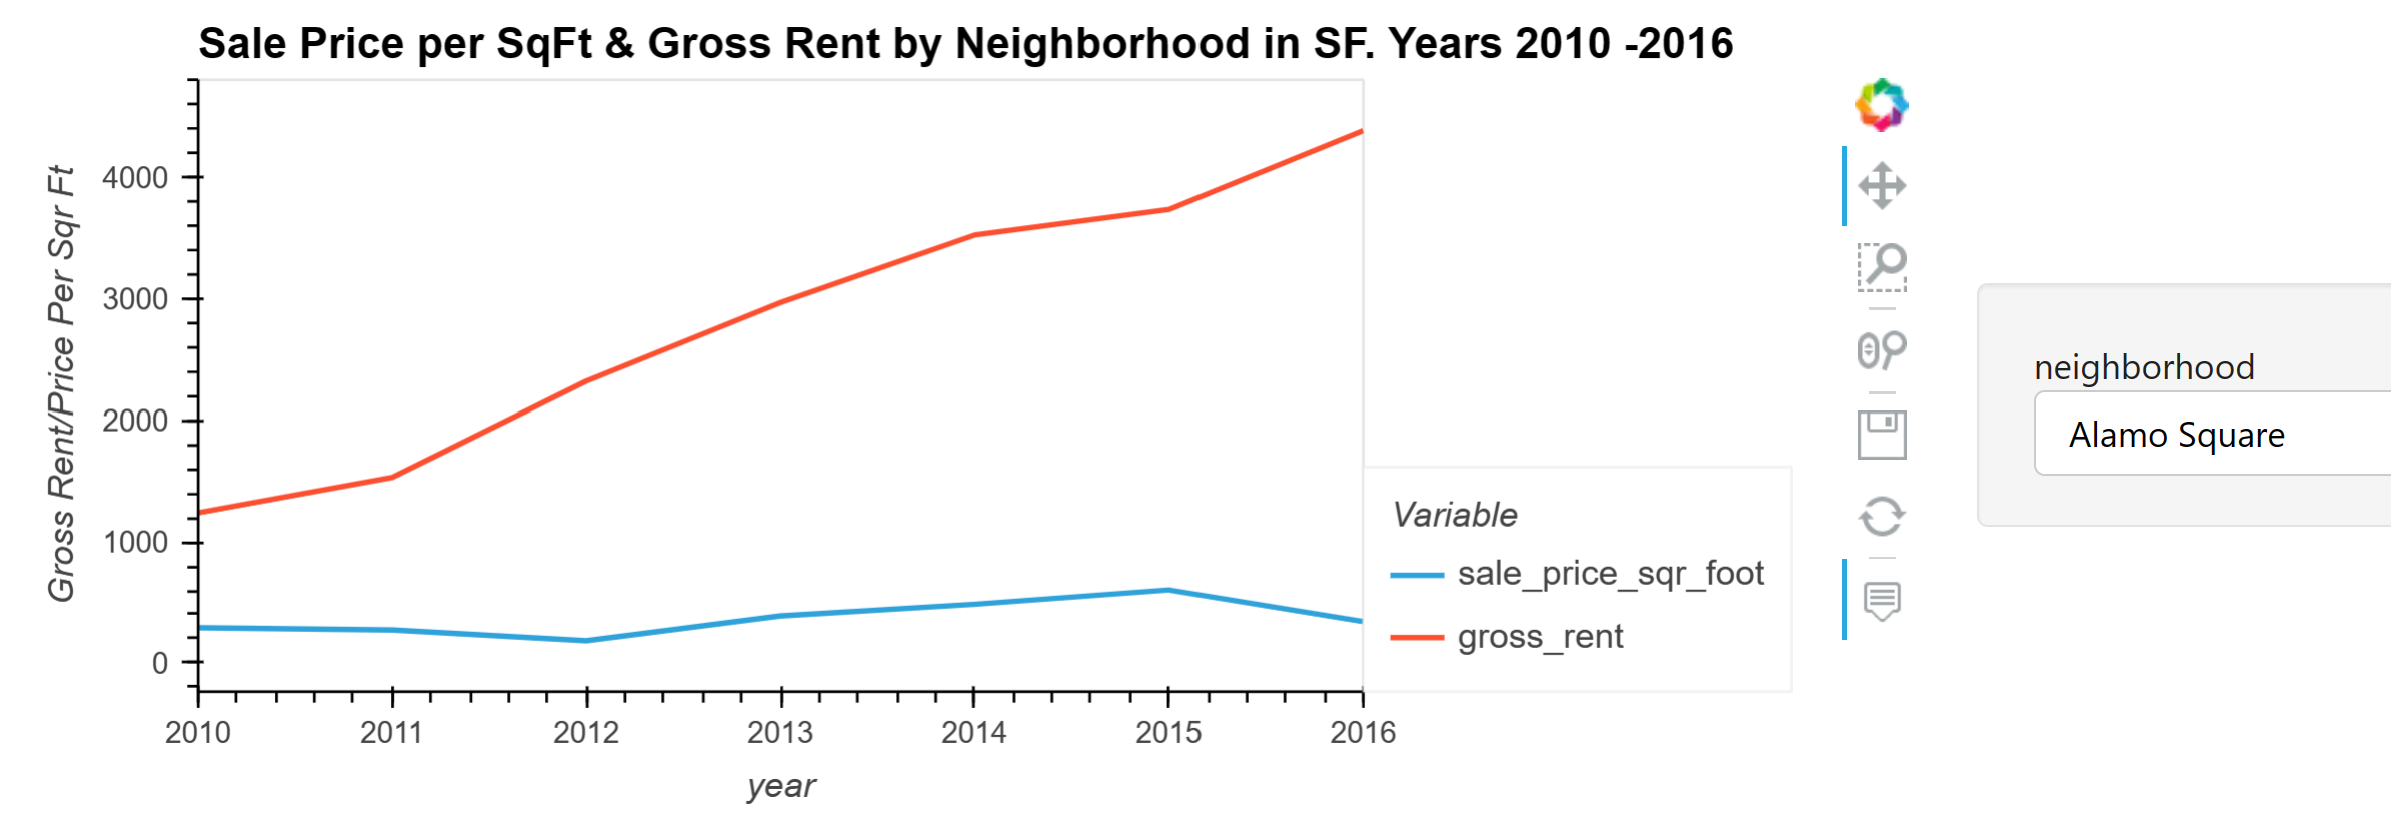 Sale Price per SqFt & Gross Rent by Neighborhood in SF. Years 2010 -2016
Gross Rent/Price Per Sqr Ft
4000
3000
2000
1000
0
2010 2011 2012 2013 2014 2015 2016
year
Variable
sale_price_sqr_foot
gross_rent
neighborhood
Alamo Square